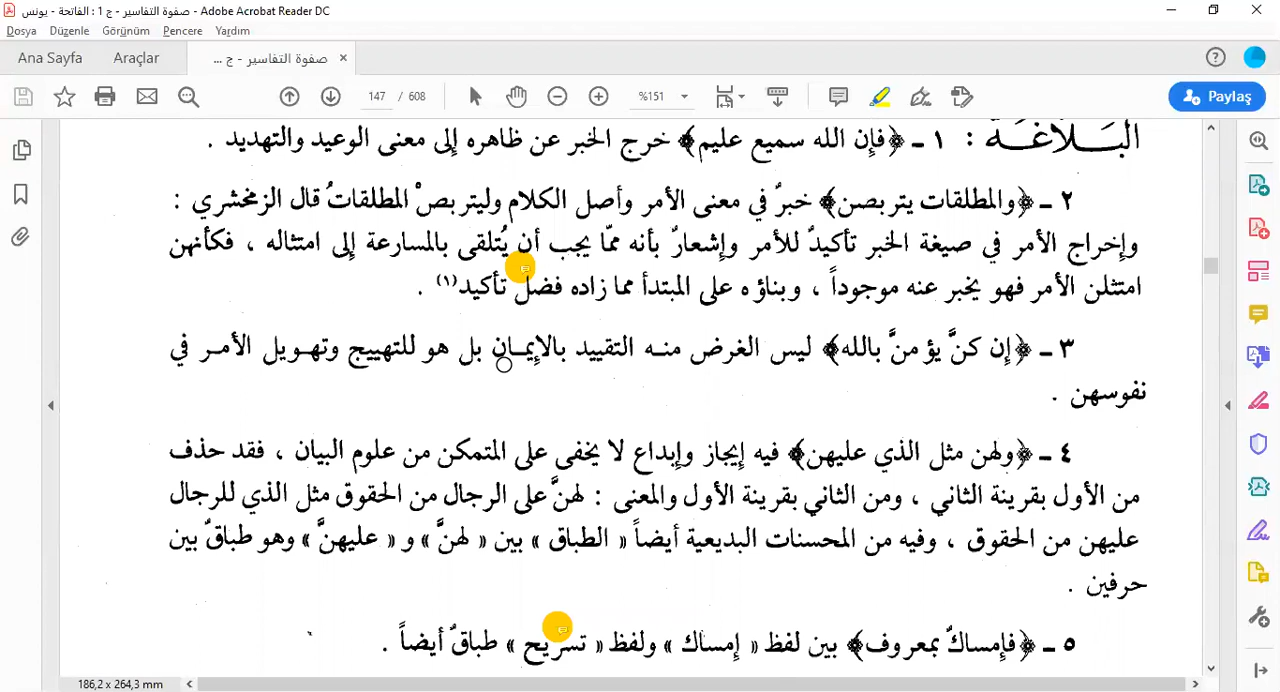 صفوة التفاسير - ج 1 : الفاتحة - يونس - Adobe Acrobat Reader DC
Dosya Düzenle Görünüm Pencere Yardım
Ana Sayfa Araçlar صفوة التفاسير - ج ... ×
147 / 608 %151 Paylaş
البَلاَغَة : ١ ـ ﴿فإِن الله سميع عليم﴾ خرج الخبر عن ظاهره إلى معنى الوعيد والتهديد .
٢ ـ ﴿والمطلقات يتربصن﴾ خبرٌ في معنى الأمر وأصل الكلام وليتربصْ المطلقاتُ قال الزمخشري :
وإخراج الأمر في صيغة الخبر تأكيدٌ للأمر وإشعارٌ بأنه ممّا يجب أن يُتلقى بالمسارعة إلى امتثاله ، فكأنهن
امتثلن الأمر فهو يخبر عنه موجوداً ، وبناؤه على المبتدأ مما زاده فضل تأكيد(١) .
٣ ـ ﴿إن كنَّ يؤمنَّ بالله﴾ ليس الغرض منه التقييد بالإيمان بل هو للتهييج وتهويل الأمر في
نفوسهن .
٤ ـ ﴿ولهن مثل الذي عليهن﴾ فيه إيجاز وإبداع لا يخفى على المتمكن من علوم البيان ، فقد حذف
من الأول بقرينة الثاني ، ومن الثاني بقرينة الأول والمعنى : لهنَّ على الرجال من الحقوق مثل الذي للرجال
عليهن من الحقوق ، وفيه من المحسنات البديعية أيضاً « الطباق » بين « لهنَّ » و « عليهنَّ » وهو طباقٌ بين
حرفين .
٥ ـ ﴿فإمساكٌ بمعروف﴾ بين لفظ « إمساك » ولفظ « تسريح » طباقٌ أيضاً .
186,2 x 264,3 mm